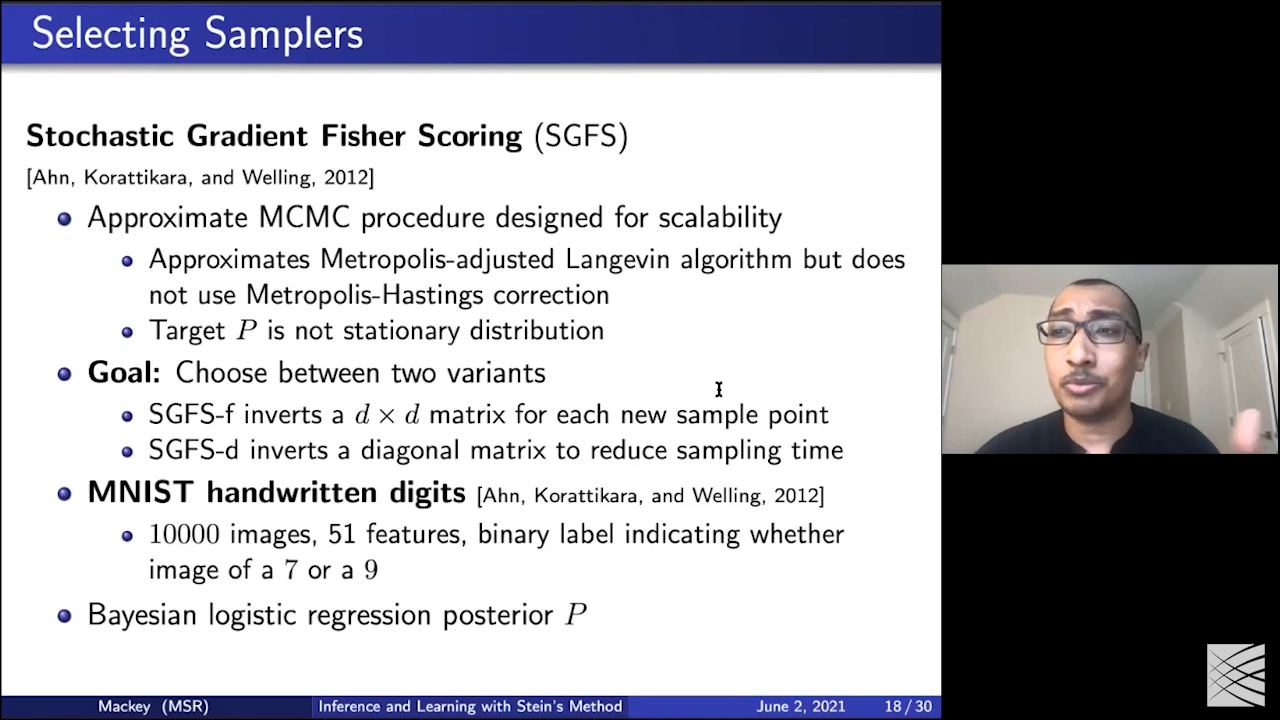 Selecting Samplers
Stochastic Gradient Fisher Scoring (SGFS)
[Ahn, Korattikara, and Welling, 2012]
Approximate MCMC procedure designed for scalability
Approximates Metropolis-adjusted Langevin algorithm but does
not use Metropolis-Hastings correction
Target P is not stationary distribution
Goal: Choose between two variants
SGFS-f inverts a d × d matrix for each new sample point
SGFS-d inverts a diagonal matrix to reduce sampling time
MNIST handwritten digits [Ahn, Korattikara, and Welling, 2012]
10000 images, 51 features, binary label indicating whether
image of a 7 or a 9
Bayesian logistic regression posterior P
Mackey (MSR) Inference and Learning with Stein's Method June 2, 2021 18 / 30